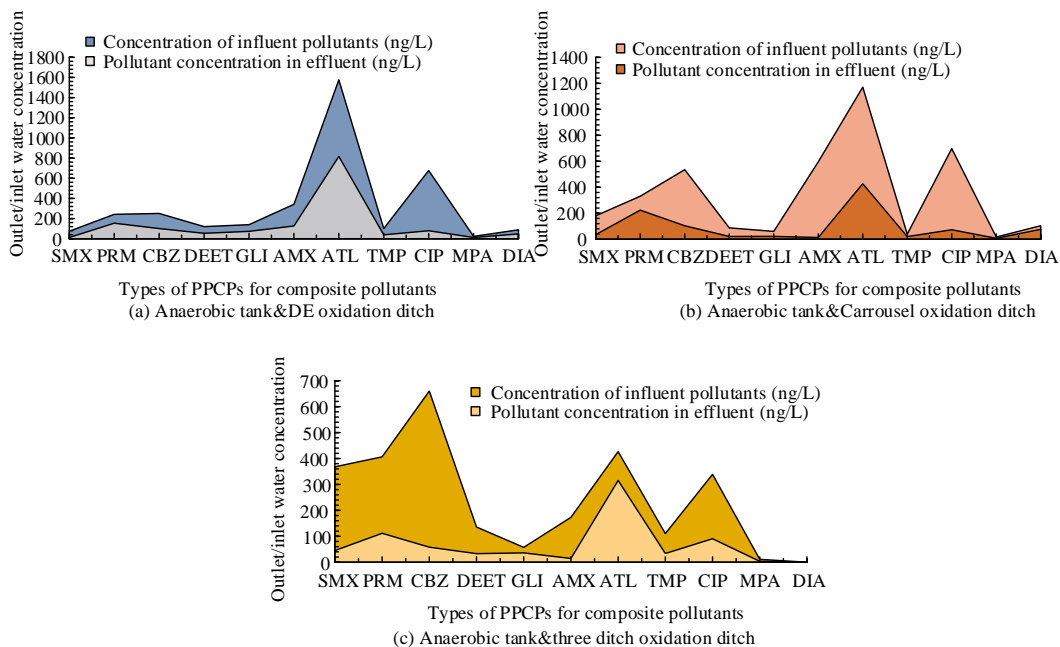 Concentration of influent pollutants (ng/L)
Pollutant concentration in effluent (ng/L)
Outlet/inlet water concentration
1800
1600
1400
1200
1000
800
600
400
200
0
SMX PRM CBZ DEET GLI AMX ATL TMP CIP MPA DIA
Types of PPCPs for composite pollutants
(a) Anaerobic tank&DE oxidation ditch
Concentration of influent pollutants (ng/L)
Pollutant concentration in effluent (ng/L)
Outlet/inlet water concentration
1400
1200
1000
800
600
400
200
0
SMX PRM CBZ DEET GLI AMX ATL TMP CIP MPA DIA
Types of PPCPs for composite pollutants
(b) Anaerobic tank&Carrousel oxidation ditch
Concentration of influent pollutants (ng/L)
Pollutant concentration in effluent (ng/L)
Outlet/inlet water concentration
700
600
500
400
300
200
100
0
SMX PRM CBZ DEET GLI AMX ATL TMP CIP MPA DIA
Types of PPCPs for composite pollutants
(c) Anaerobic tank&three ditch oxidation ditch